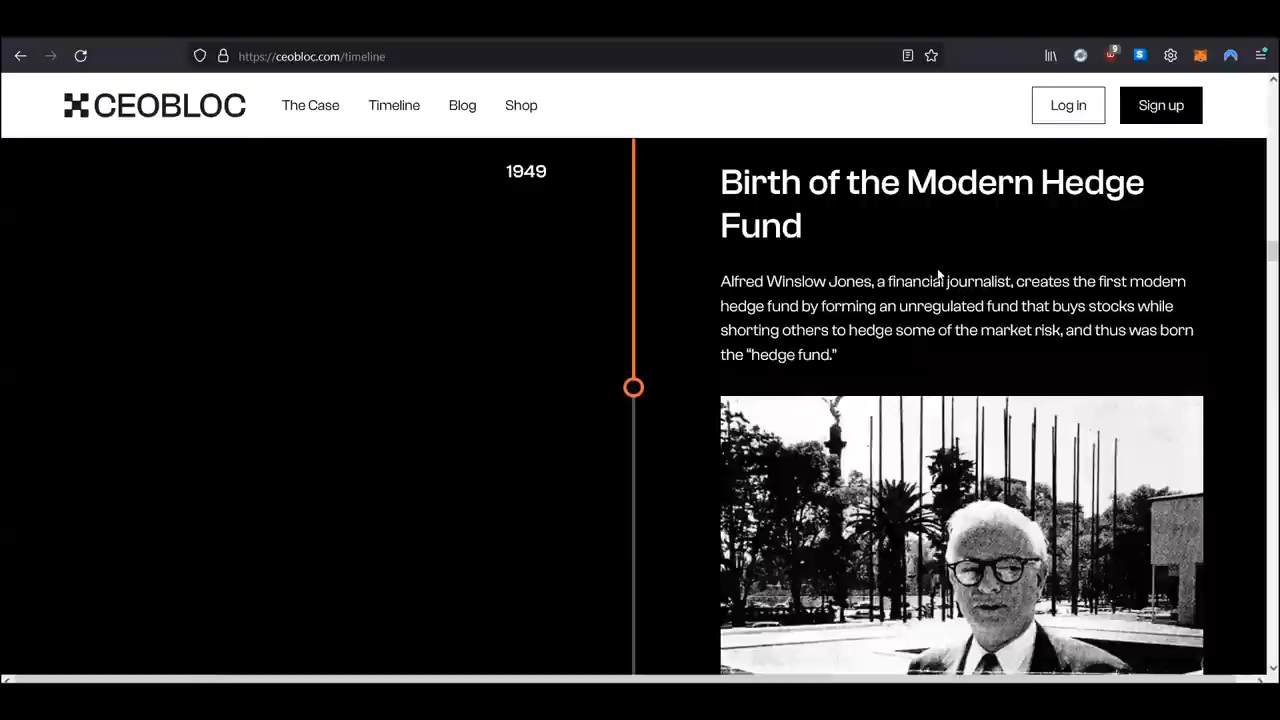 https://ceobloc.com/timeline
9
S
CEOBLOC
The Case
Timeline
Blog
Shop
Log in
Sign up
1949
Birth of the Modern Hedge
Fund
Alfred Winslow Jones, a financial journalist, creates the first modern
hedge fund by forming an unregulated fund that buys stocks while
shorting others to hedge some of the market risk, and thus was born
the “hedge fund.”